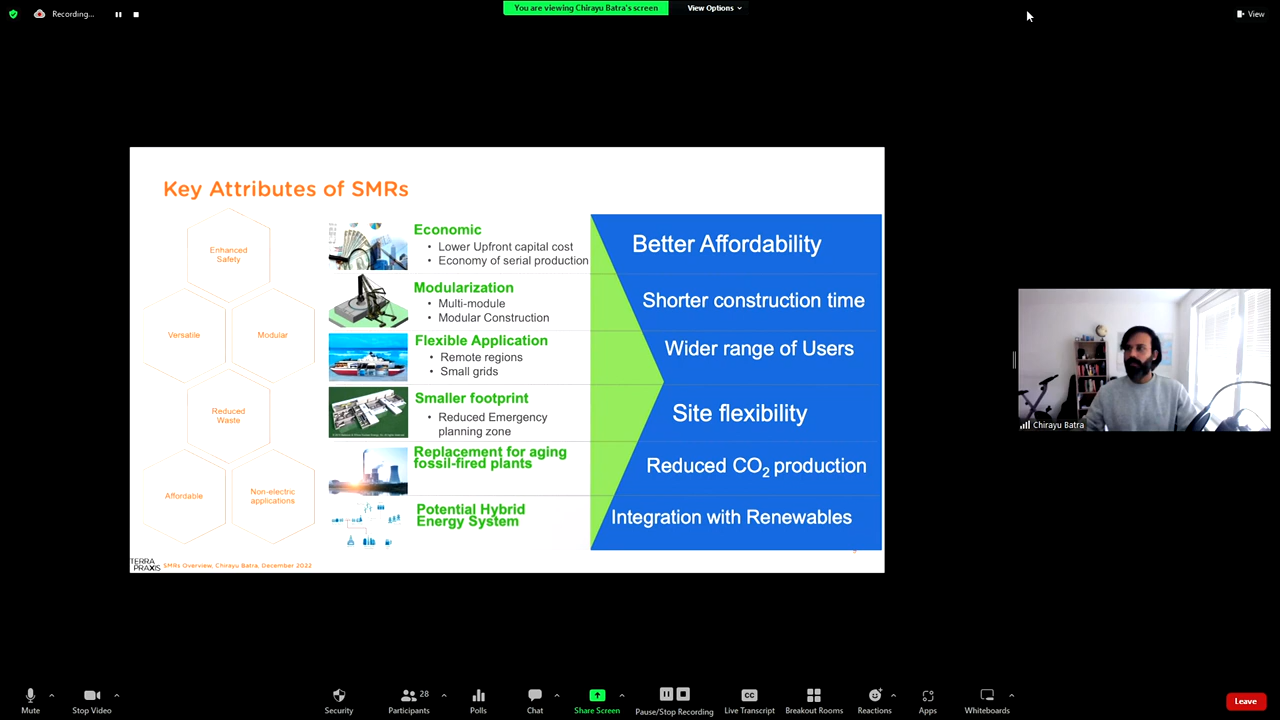 Recording...
You are viewing Chirayu Batra's screen
View Options
View
Key Attributes of SMRs
Enhanced
Safety
Versatile
Modular
Reduced
Waste
Affordable
Non-electric
applications
Economic
• Lower Upfront capital cost
• Economy of serial production
Modularization
• Multi-module
• Modular Construction
Flexible Application
• Remote regions
• Small grids
Smaller footprint
• Reduced Emergency
planning zone
Replacement for aging
fossil-fired plants
Potential Hybrid
Energy System
Better Affordability
Shorter construction time
Wider range of Users
Site flexibility
Reduced CO2 production
Integration with Renewables
TERRA
PRAXIS
SMRs Overview, Chirayu Batra, December 2022
Chirayu Batra
Mute
Stop Video
Security
Participants
28
Polls
Chat
Share Screen
Pause/Stop Recording
CC
Live Transcript
Breakout Rooms
Reactions
Apps
Whiteboards
Leave